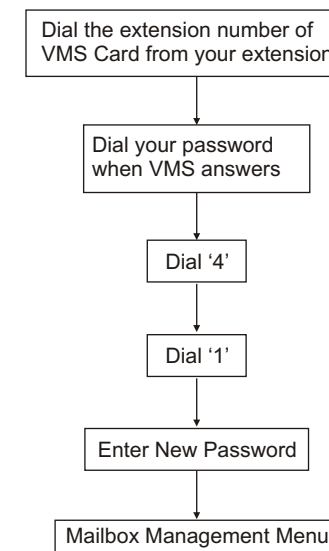 Dial the extension number of
VMS Card from your extension
Dial your password
when VMS answers
Dial ‘4’
Dial ‘1’
Enter New Password
Mailbox Management Menu